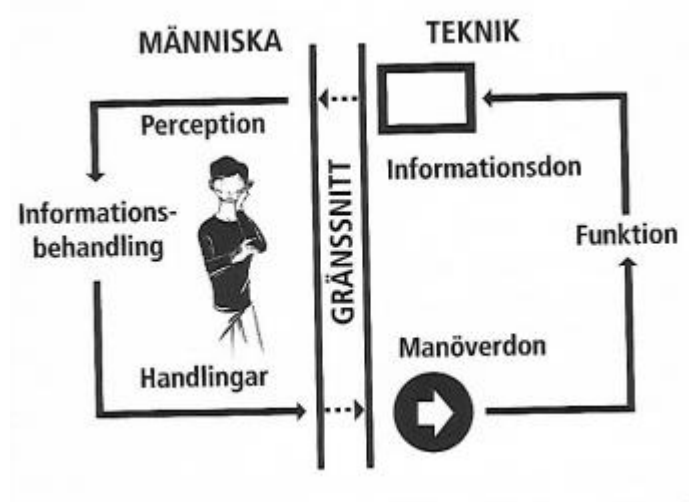 MÄNNISKA
TEKNIK
Perception
Informationsdon
Informations-
behandling
GRÄNSSNITT
Funktion
Manöverdon
Handlingar